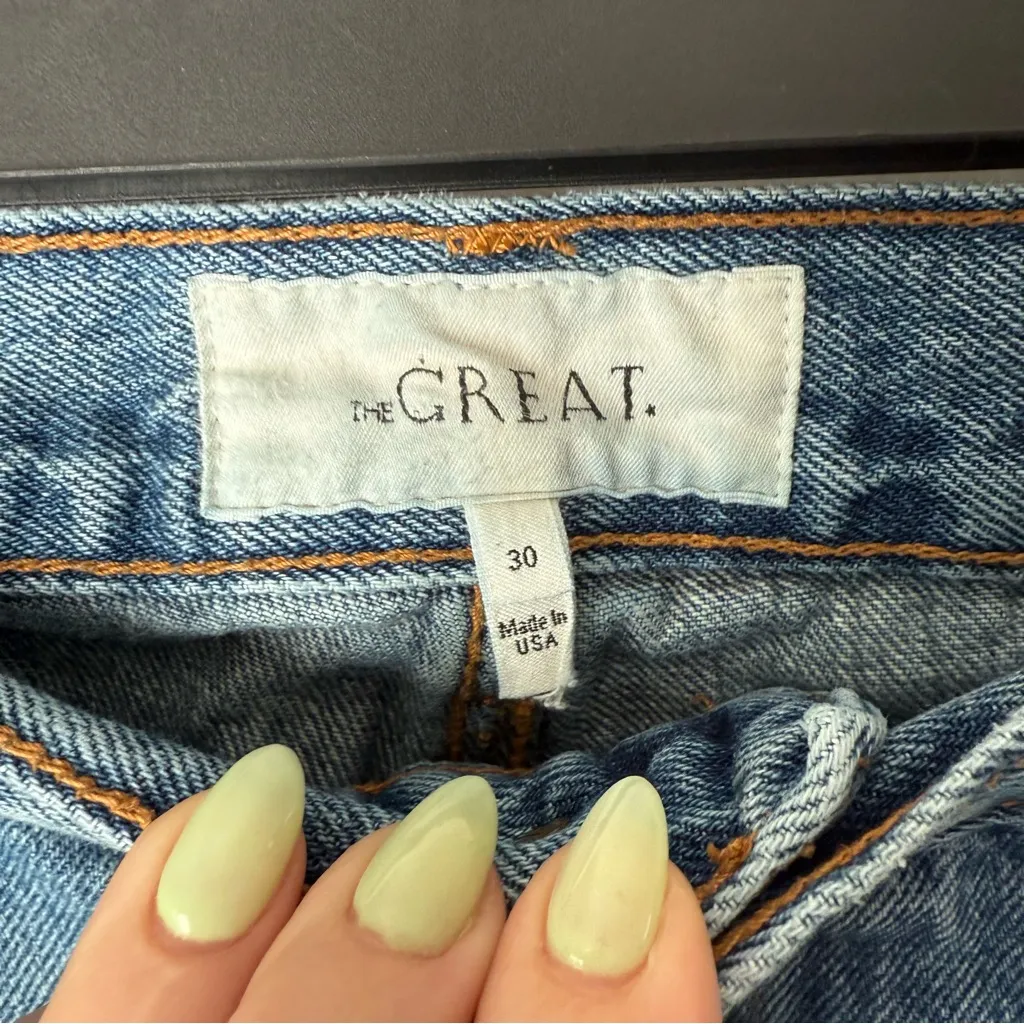 THE GREAT.
30
Made In
USA